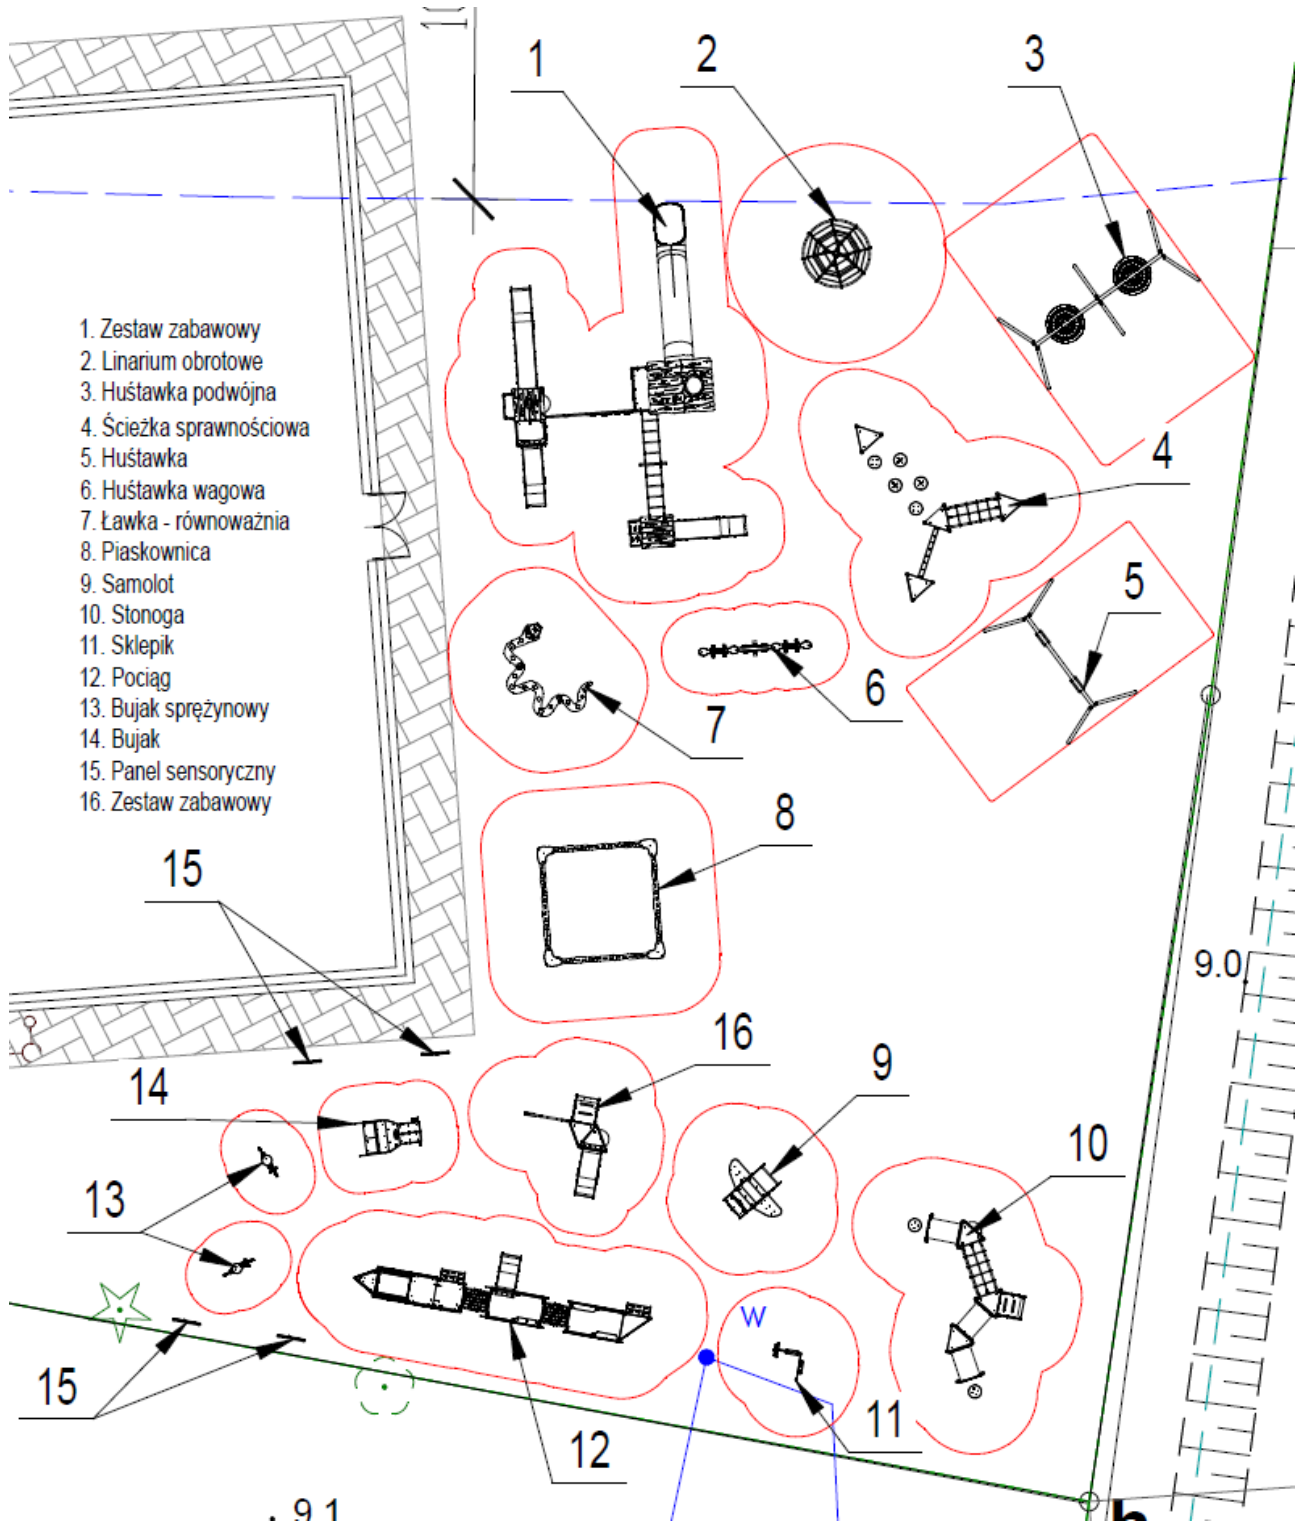 1
2
3
1. Zestaw zabawowy
2. Linarium obrotowe
3. Huśtawka podwójna
4. Ścieżka sprawnościowa
5. Huśtawka
6. Huśtawka wagowa
7. Ławka - równoważnia
8. Piaskownica
9. Samolot
10. Stonoga
11. Sklepik
12. Pociąg
13. Bujak sprężynowy
14. Bujak
15. Panel sensoryczny
16. Zestaw zabawowy
4
5
6
7
8
15
9.0
16
9
14
10
13
W
15
11
12
9.1